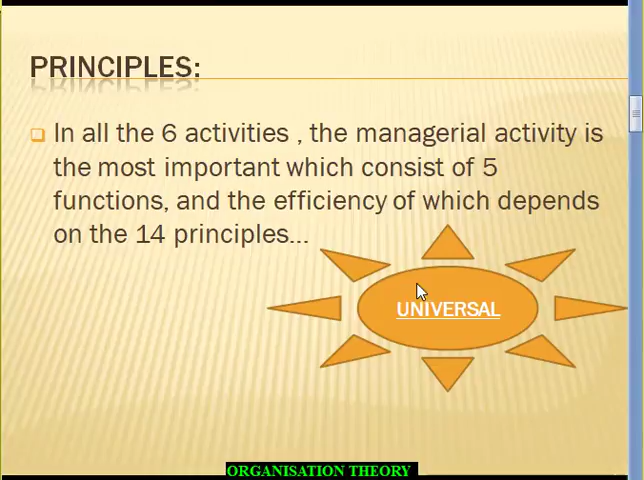 PRINCIPLES:
In all the 6 activities , the managerial activity is
the most important which consist of 5
functions, and the efficiency of which depends
on the 14 principles...
UNIVERSAL
ORGANISATION THEORY